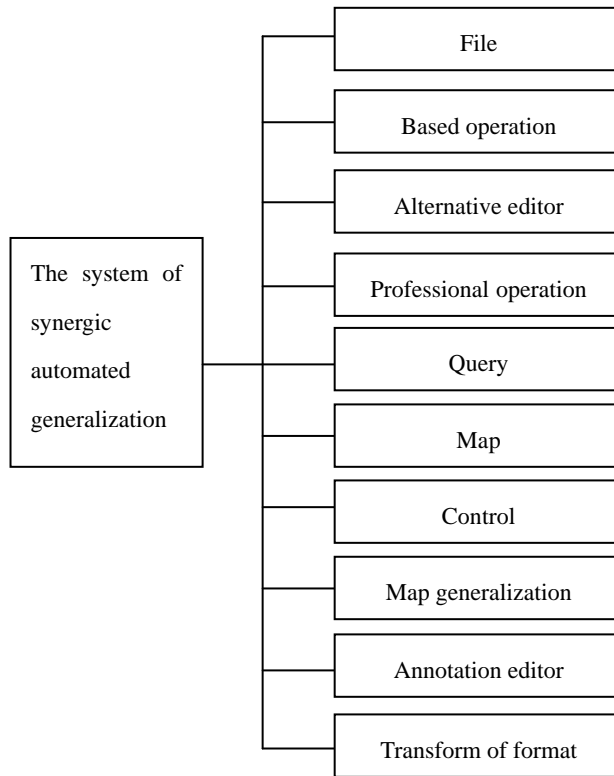 File
Based operation
Alternative editor
Professional operation
The system of
synergic
automated
generalization
Query
Map
Control
Map generalization
Annotation editor
Transform of format